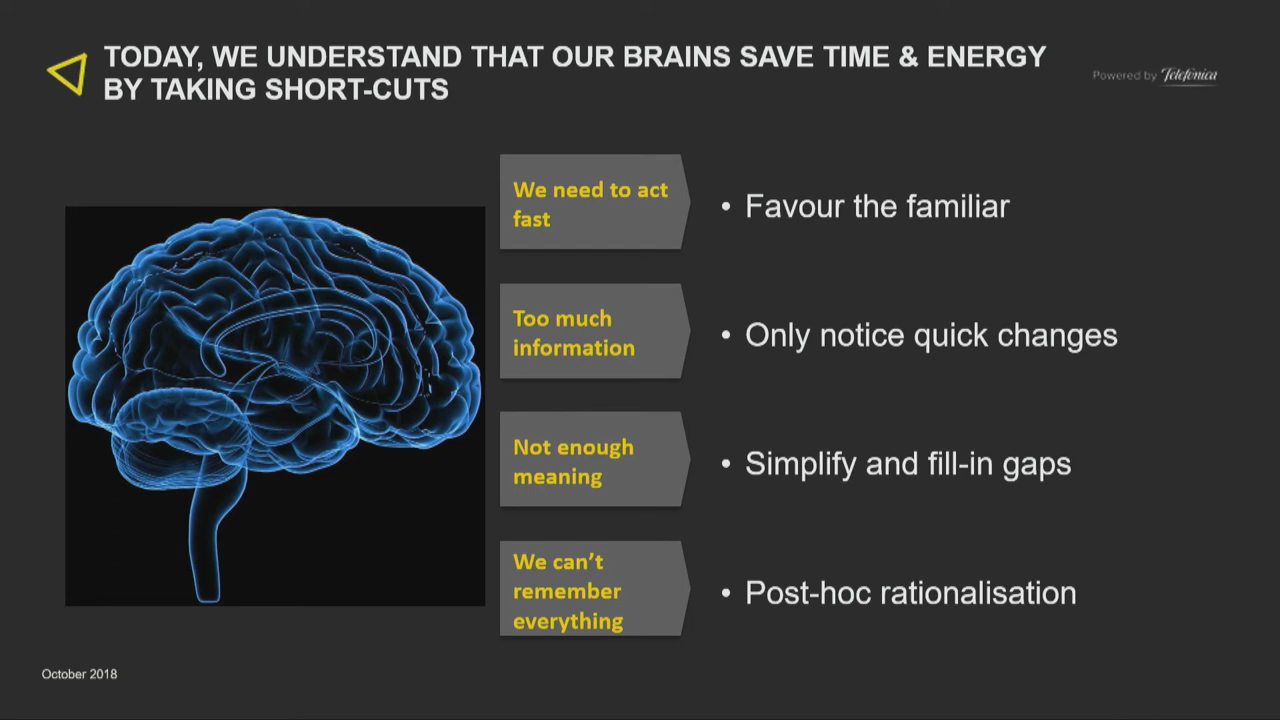 TODAY, WE UNDERSTAND THAT OUR BRAINS SAVE TIME & ENERGY
BY TAKING SHORT-CUTS
Powered by Telefónica
We need to act
fast
• Favour the familiar
Too much
information
• Only notice quick changes
Not enough
meaning
• Simplify and fill-in gaps
We can’t
remember
everything
• Post-hoc rationalisation
October 2018